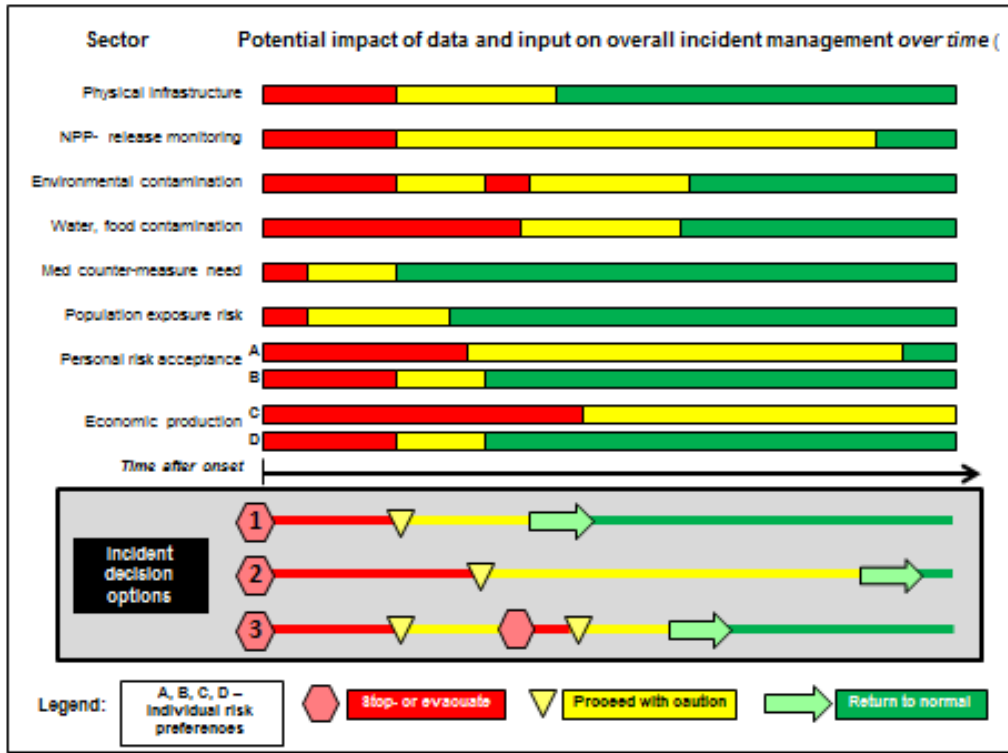 Sector Potential impact of data and input on overall incident management over time (
Physical infrastructure
NPP- release monitoring
Environmental contamination
Water, food contamination
Med counter-measure need
Population exposure risk
Personal risk acceptance A
B
Economic production C
D
Time after onset
Incident
decision
options
1
2
3
Legend:
A, B, C, D –
individual risk
preferences
Stop- or evacuate
Proceed with caution
Return to normal